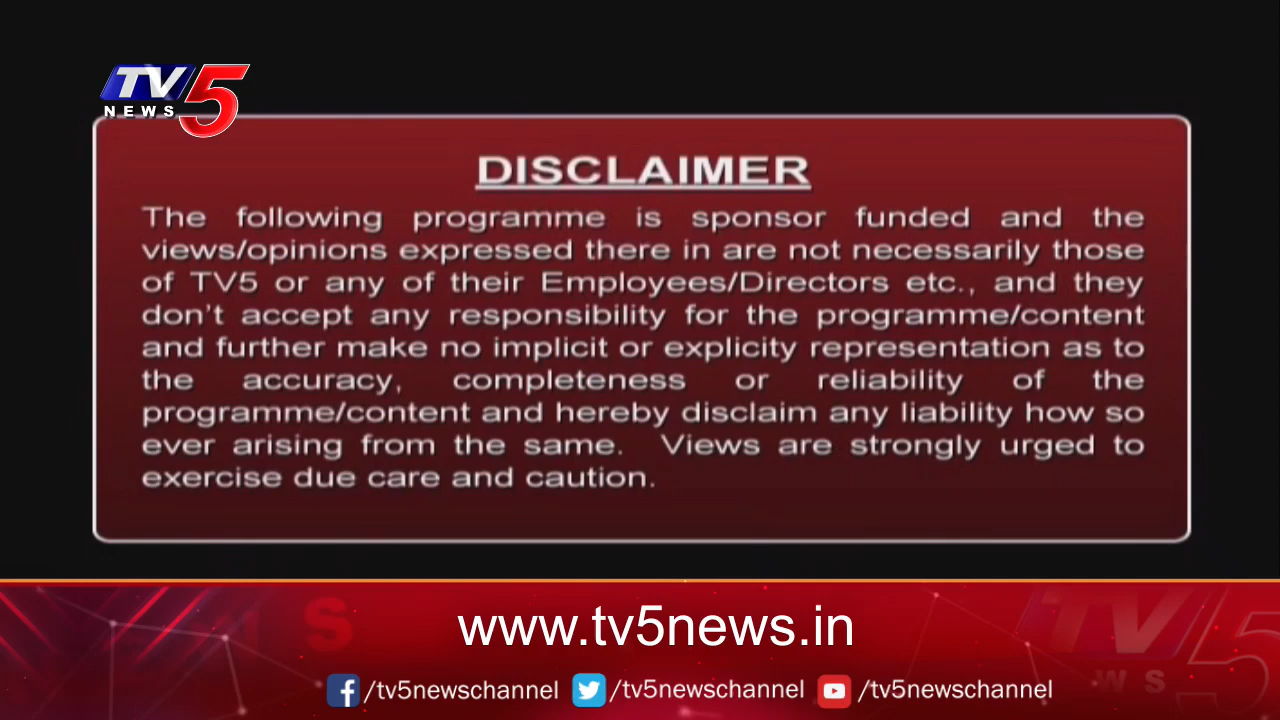 TV5
NEWS
DISCLAIMER
The following programme is sponsor funded and the
views/opinions expressed there in are not necessarily those
of TV5 or any of their Employees/Directors etc., and they
don't accept any responsibility for the programme/content
and further make no implicit or explicity representation as to
the accuracy, completeness or reliability of the
programme/content and hereby disclaim any liability how so
ever arising from the same. Views are strongly urged to
exercise due care and caution.
www.tv5news.in
/tv5newschannel /tv5newschannel /tv5newschannel